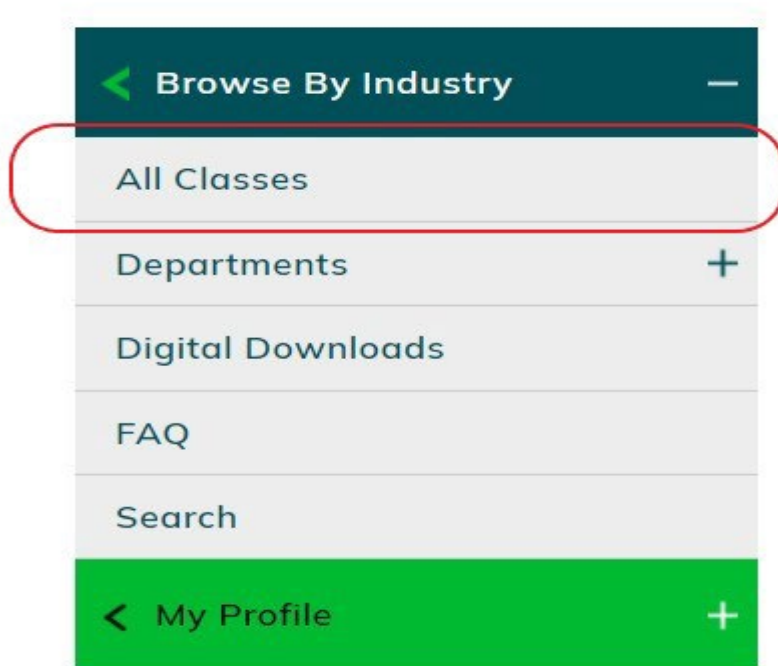 < Browse By Industry −
All Classes
Departments +
Digital Downloads
FAQ
Search
< My Profile +